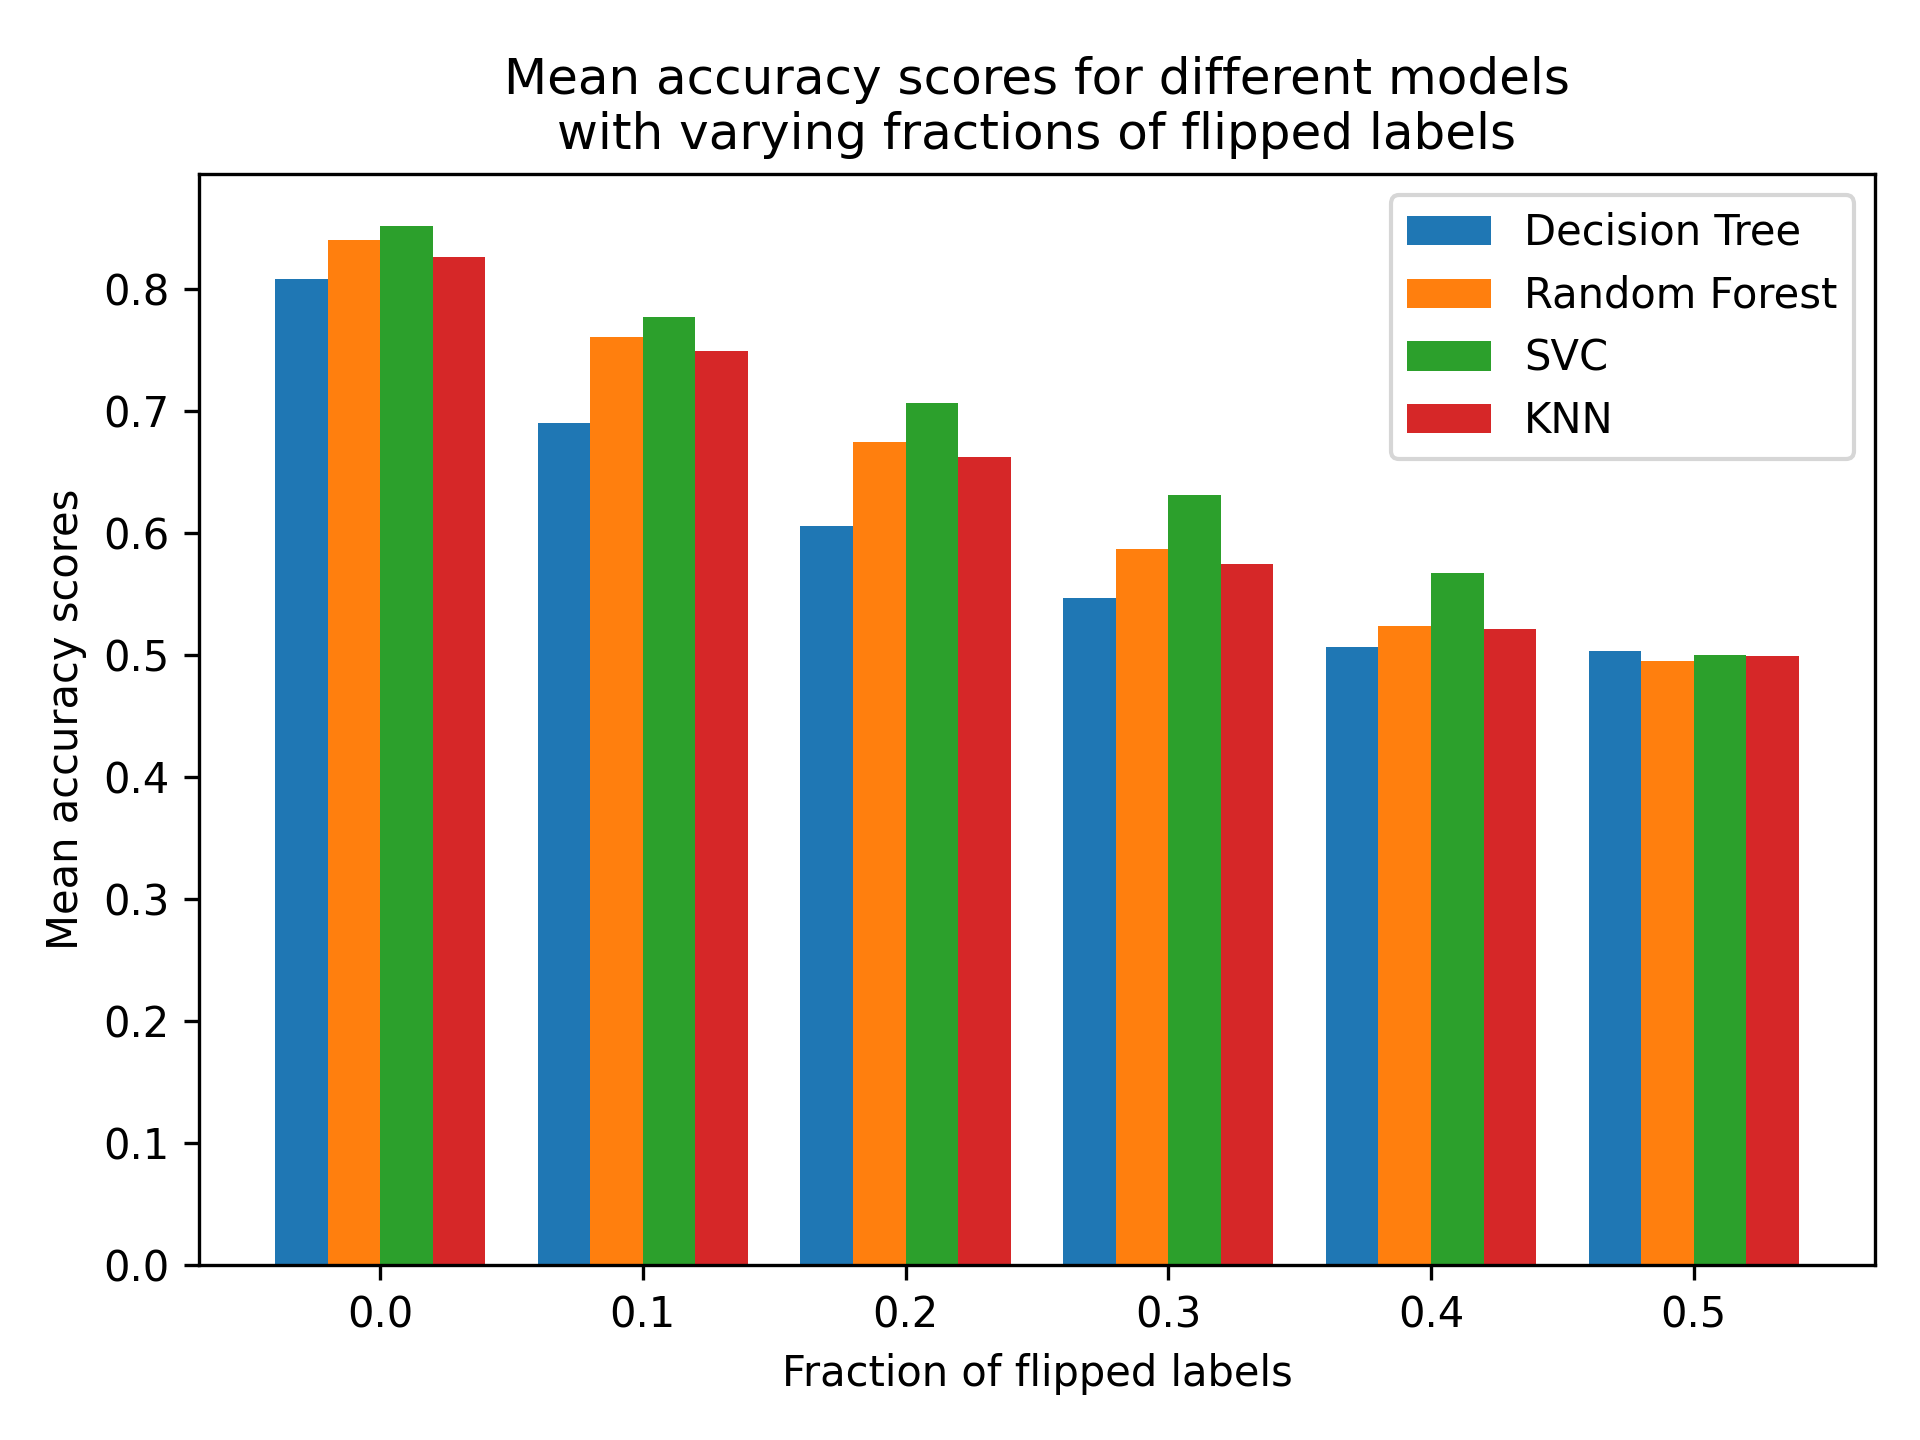 Mean accuracy scores for different models
with varying fractions of flipped labels
Decision Tree
Random Forest
SVC
KNN
Mean accuracy scores
0.8
0.7
0.6
0.5
0.4
0.3
0.2
0.1
0.0
0.0 0.1 0.2 0.3 0.4 0.5
Fraction of flipped labels